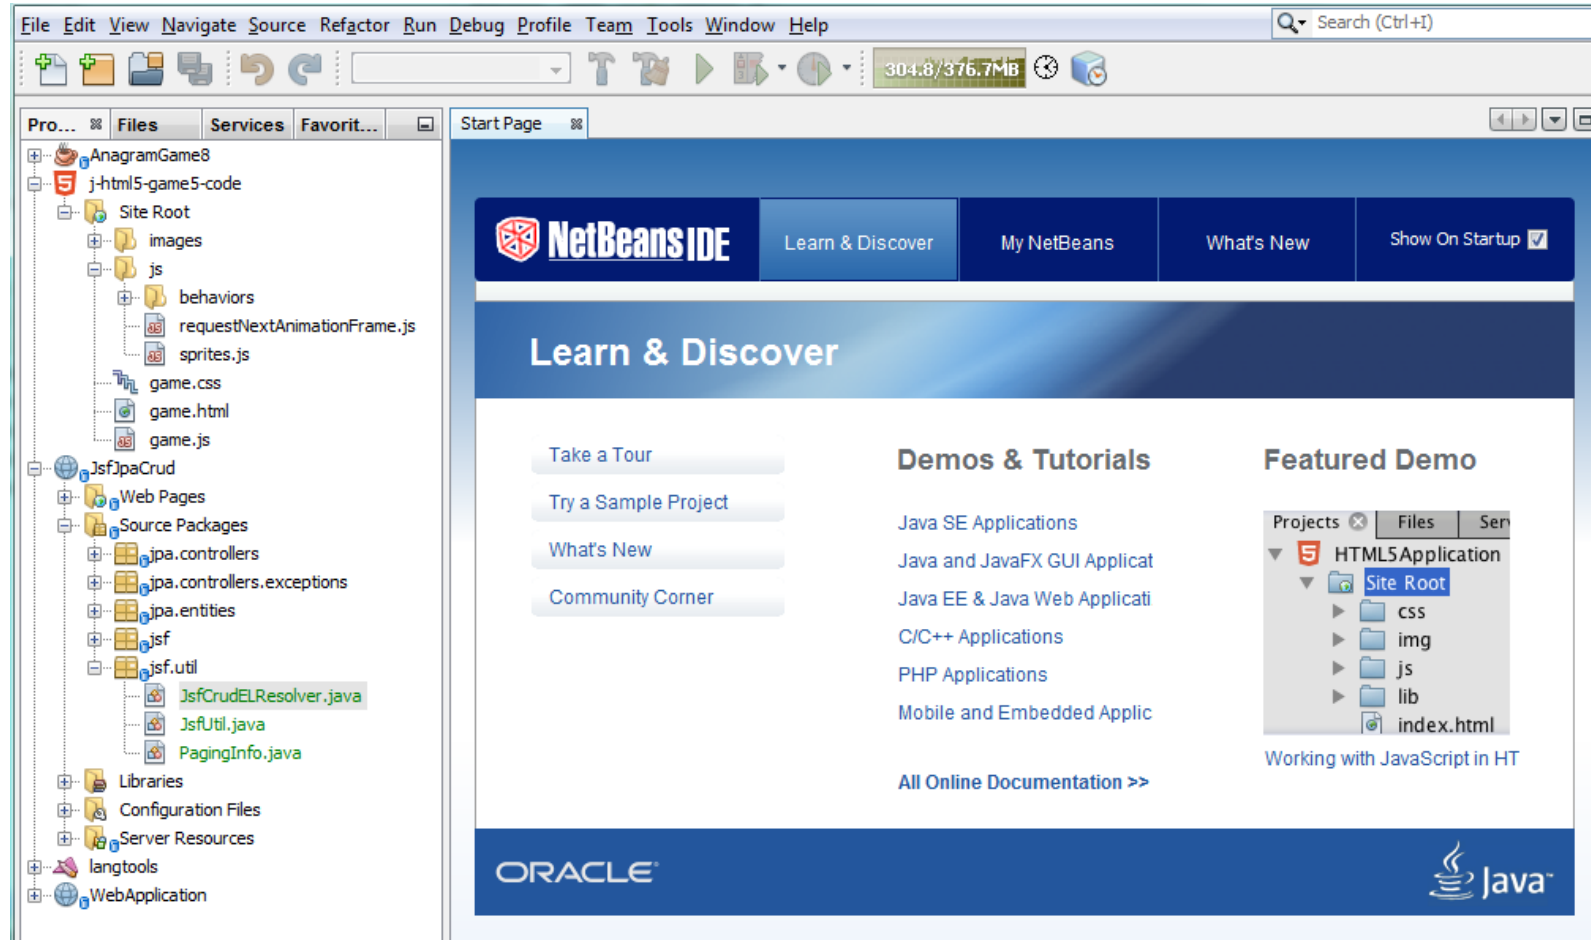 File Edit View Navigate Source Refactor Run Debug Profile Team Tools Window Help
Search (Ctrl+I)
304.8/376.7MB
Pro... Files Services Favorit...
Start Page
AnagramGame8
j-html5-game5-code
Site Root
images
js
behaviors
requestNextAnimationFrame.js
sprites.js
game.css
game.html
game.js
JsfJpaCrud
Web Pages
Source Packages
jpa.controllers
jpa.controllers.exceptions
jpa.entities
jsf
jsf.util
JsfCrudELResolver.java
JsfUtil.java
PagingInfo.java
Libraries
Configuration Files
Server Resources
langtools
WebApplication
NetBeans IDE
Learn & Discover
My NetBeans
What's New
Show On Startup
Learn & Discover
Take a Tour
Try a Sample Project
What's New
Community Corner
Demos & Tutorials
Java SE Applications
Java and JavaFX GUI Applicat
Java EE & Java Web Applicati
C/C++ Applications
PHP Applications
Mobile and Embedded Applic
All Online Documentation >>
Featured Demo
Projects Files Serv
HTML5Application
Site Root
css
img
js
lib
index.html
Working with JavaScript in HT
ORACLE
Java